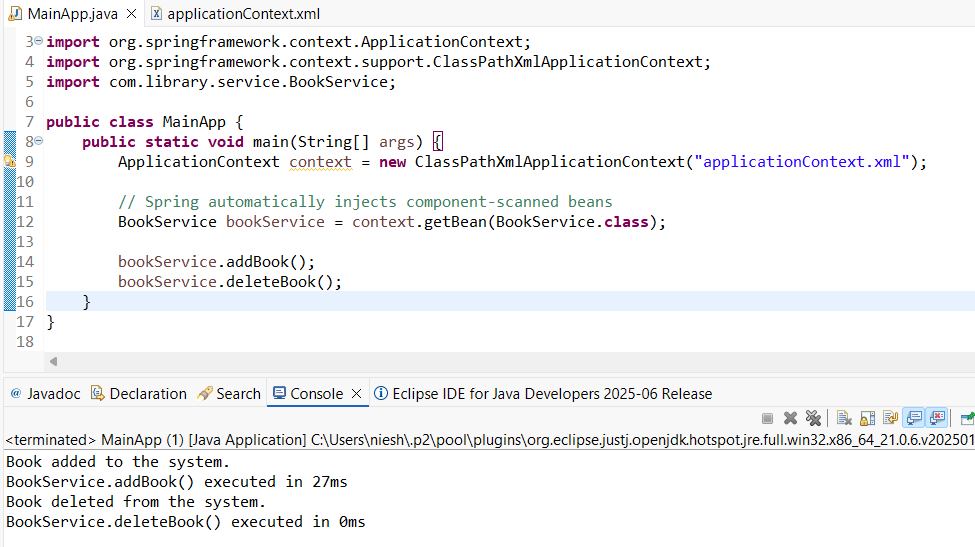 MainApp.java applicationContext.xml
3 import org.springframework.context.ApplicationContext;
4 import org.springframework.context.support.ClassPathXmlApplicationContext;
5 import com.library.service.BookService;
6
7 public class MainApp {
8     public static void main(String[] args) {
9         ApplicationContext context = new ClassPathXmlApplicationContext("applicationContext.xml");
10
11         // Spring automatically injects component-scanned beans
12         BookService bookService = context.getBean(BookService.class);
13
14         bookService.addBook();
15         bookService.deleteBook();
16     }
17 }
18
@ Javadoc Declaration Search Console Eclipse IDE for Java Developers 2025-06 Release
<terminated> MainApp (1) [Java Application] C:\Users\niesh\.p2\pool\plugins\org.eclipse.justj.openjdk.hotspot.jre.full.win32.x86_64_21.0.6.v202501
Book added to the system.
BookService.addBook() executed in 27ms
Book deleted from the system.
BookService.deleteBook() executed in 0ms